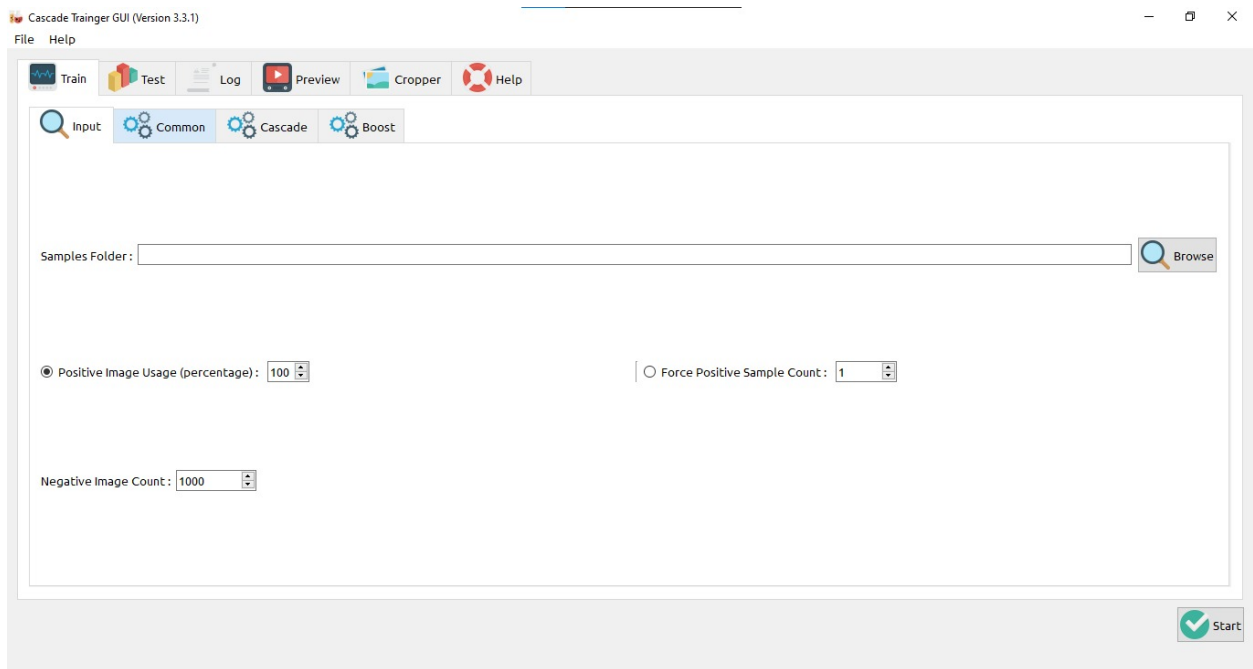 Cascade Trainger GUI (Version 3.3.1)
File Help
Train Test Log Preview Cropper Help
Input Common Cascade Boost
Samples Folder : Browse
Positive Image Usage (percentage) : 100 Force Positive Sample Count : 1
Negative Image Count : 1000
Start